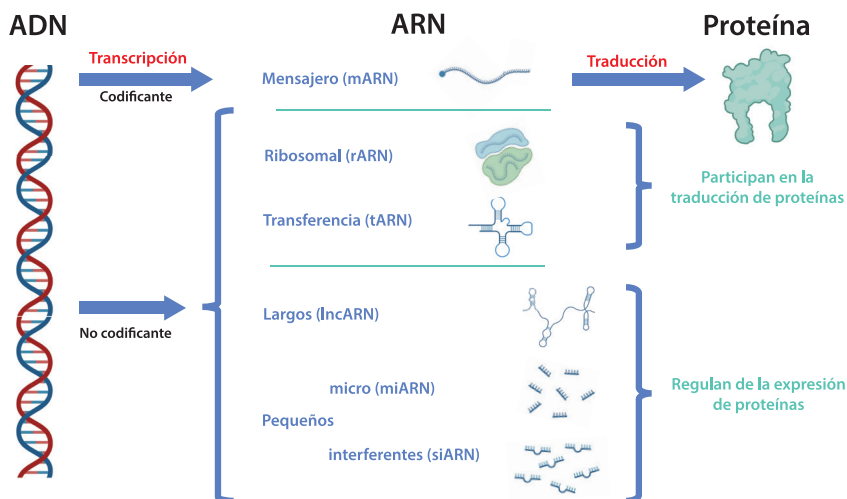 ADN
ARN
Proteína
Transcripción
Codificante
Mensajero (mARN)
Traducción
Ribosomal (rARN)
Transferencia (tARN)
Participan en la
traducción de proteínas
No codificante
Largos (lncARN)
micro (miARN)
Pequeños
interferentes (siARN)
Regulan de la expresión
de proteínas